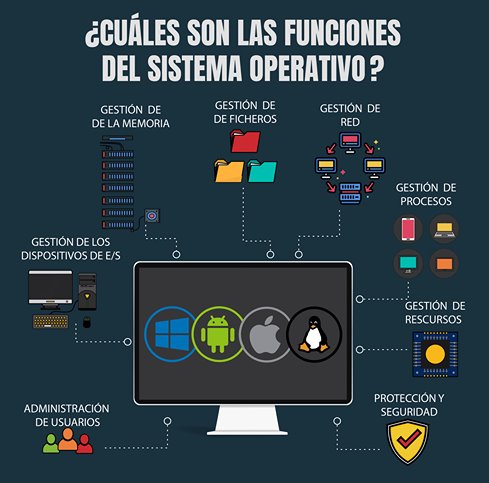 ¿CUÁLES SON LAS FUNCIONES
DEL SISTEMA OPERATIVO?
GESTIÓN DE
DE LA MEMORIA
GESTIÓN DE
DE FICHEROS
GESTIÓN DE
RED
GESTIÓN DE
PROCESOS
GESTIÓN DE LOS
DISPOSITIVOS DE E/S
GESTIÓN DE
RESCURSOS
ADMINISTRACIÓN
DE USUARIOS
PROTECCIÓN Y
SEGURIDAD